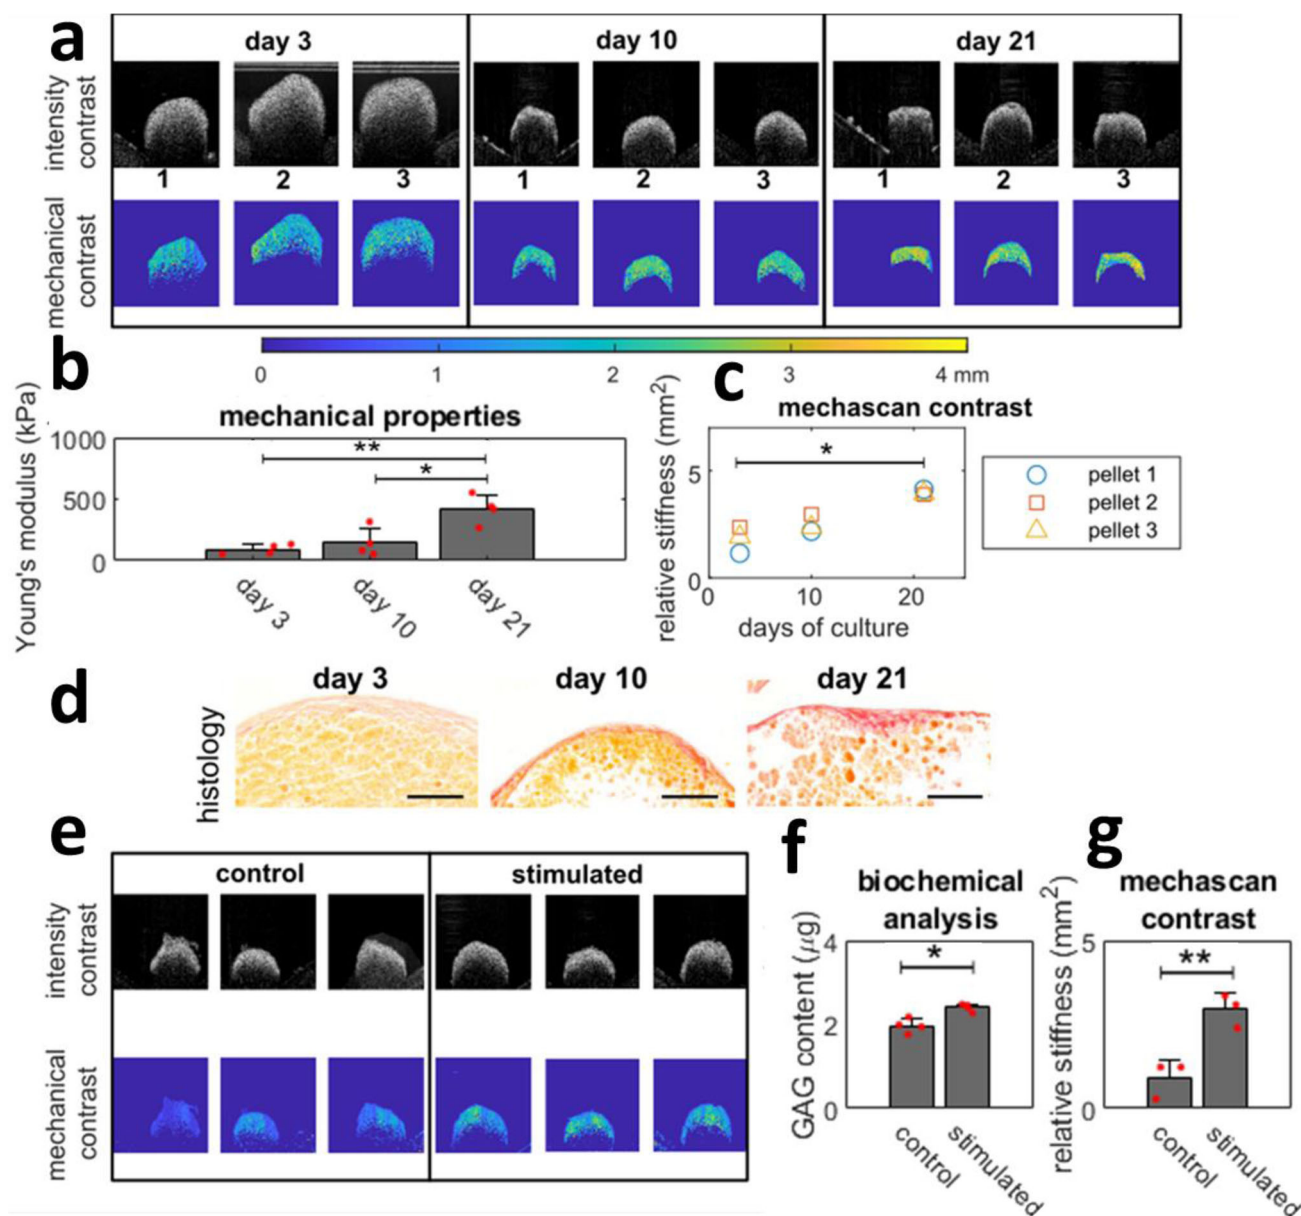 a
day 3
day 10
day 21
intensity
contrast
1 2 3 1 2 3 1 2 3
mechanical
contrast
0 1 2 3 4 mm
b
mechanical properties
Young's modulus (kPa)
1000
500
0
**
*
day 3
day 10
day 21
c
mechascan contrast
relative stiffness (mm²)
5
0
*
0 10 20
days of culture
pellet 1
pellet 2
pellet 3
d
day 3
day 10
day 21
histology
e
control
stimulated
intensity
contrast
mechanical
contrast
f
biochemical
analysis
GAG content (μg)
4
2
0
*
control
stimulated
g
mechascan
contrast
relative stiffness (mm²)
5
0
**
control
stimulated